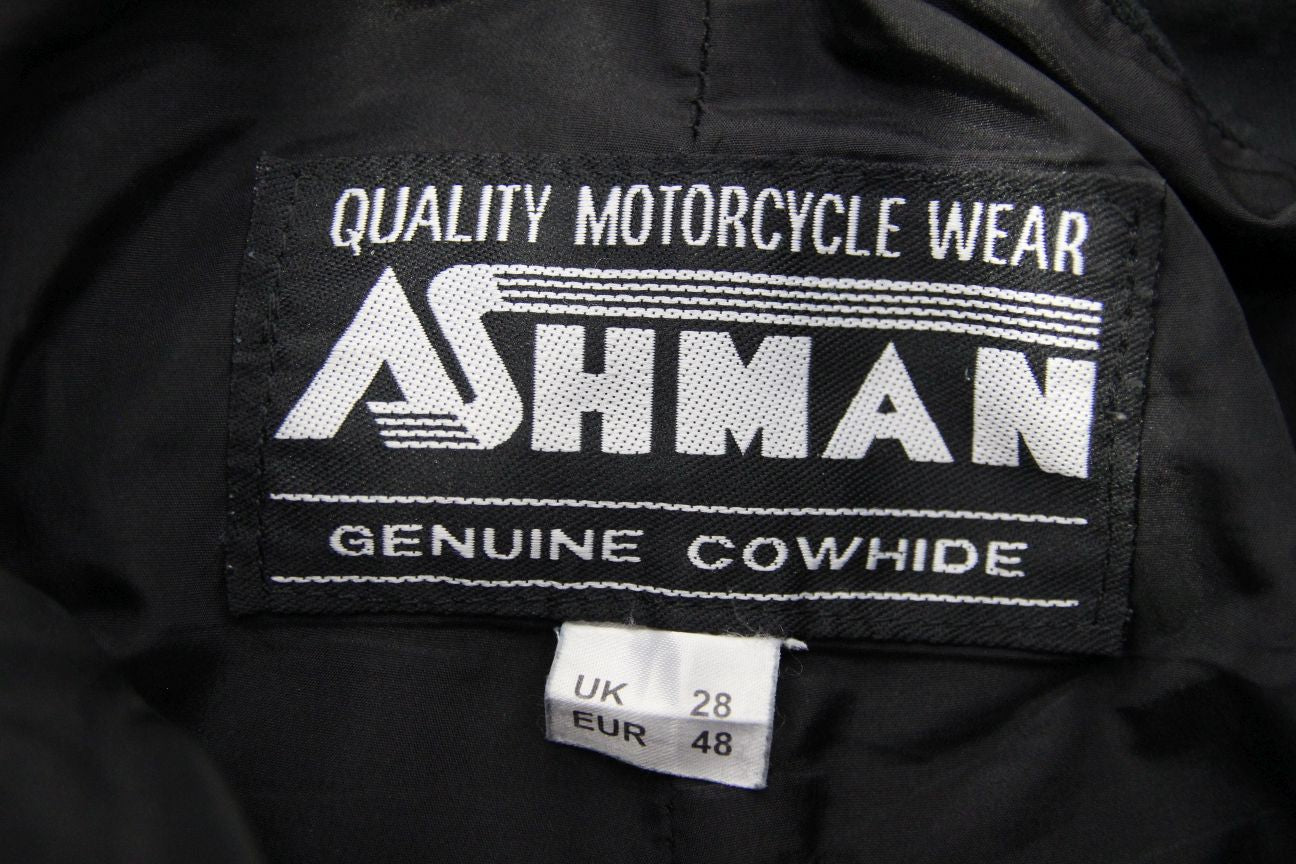 QUALITY MOTORCYCLE WEAR
ASHMAN
GENUINE COWHIDE
UK 28
EUR 48